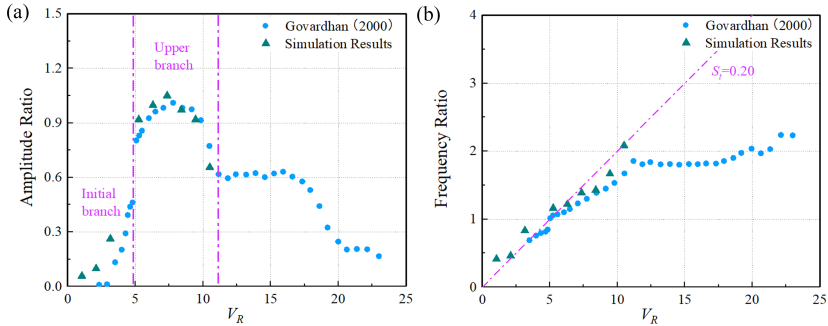 (a)
1.5
1.2
0.9
0.6
0.3
0.0
Amplitude Ratio
Upper
branch
Initial
branch
Govardhan (2000)
Simulation Results
0
5
10
15
20
25
V_R
(b)
4
3
2
1
0
Frequency Ratio
Govardhan (2000)
Simulation Results
S_t=0.20
0
5
10
15
20
25
V_R